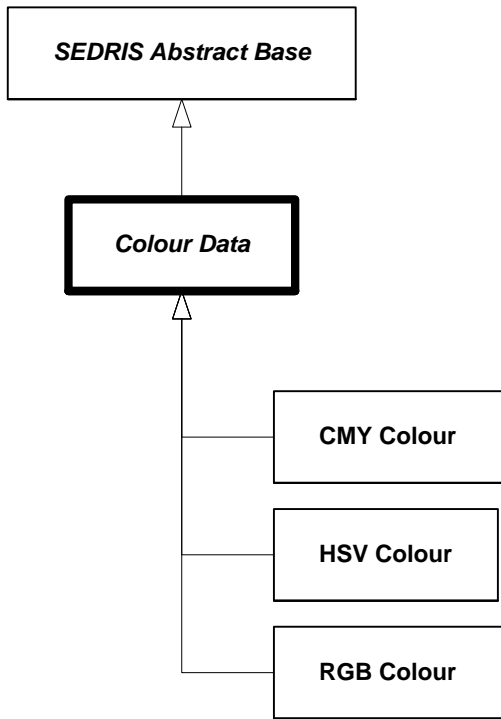 SEDRIS Abstract Base
Colour Data
CMY Colour
HSV Colour
RGB Colour